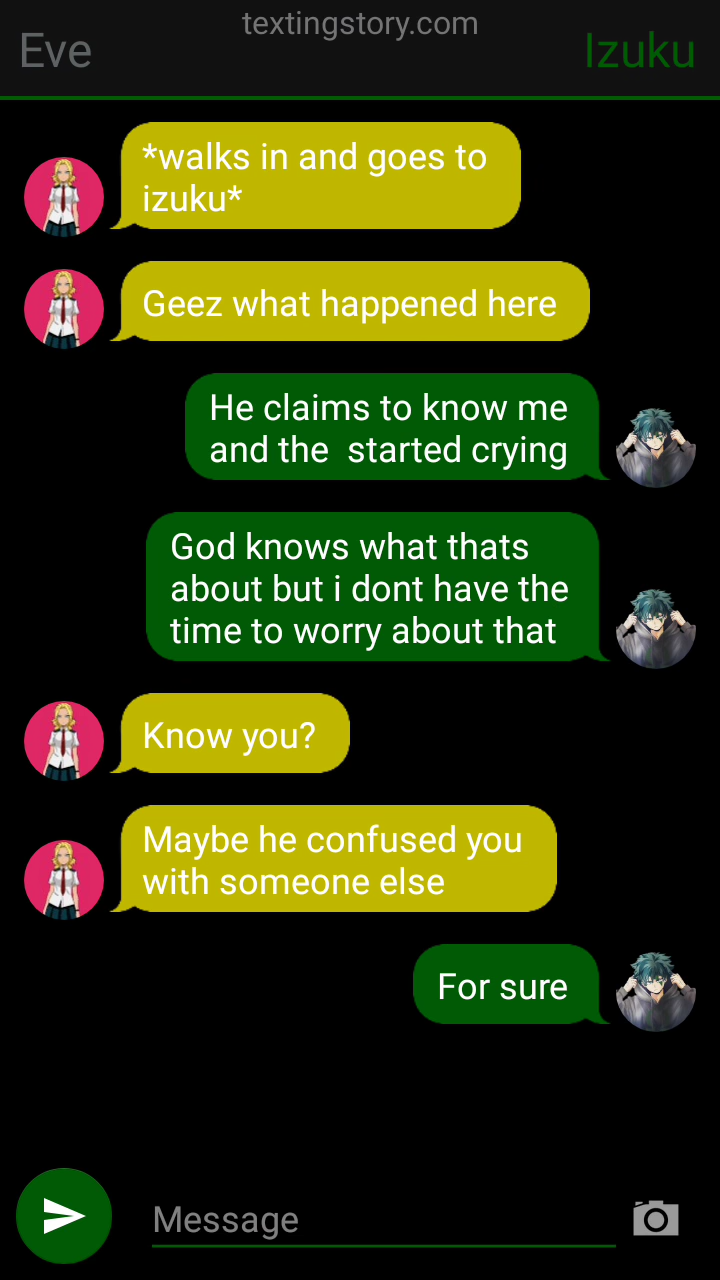 textingstory.com
Eve
Izuku
*walks in and goes to
izuku*
Geez what happened here
He claims to know me
and the  started crying
God knows what thats
about but i dont have the
time to worry about that
Know you?
Maybe he confused you
with someone else
For sure
Message